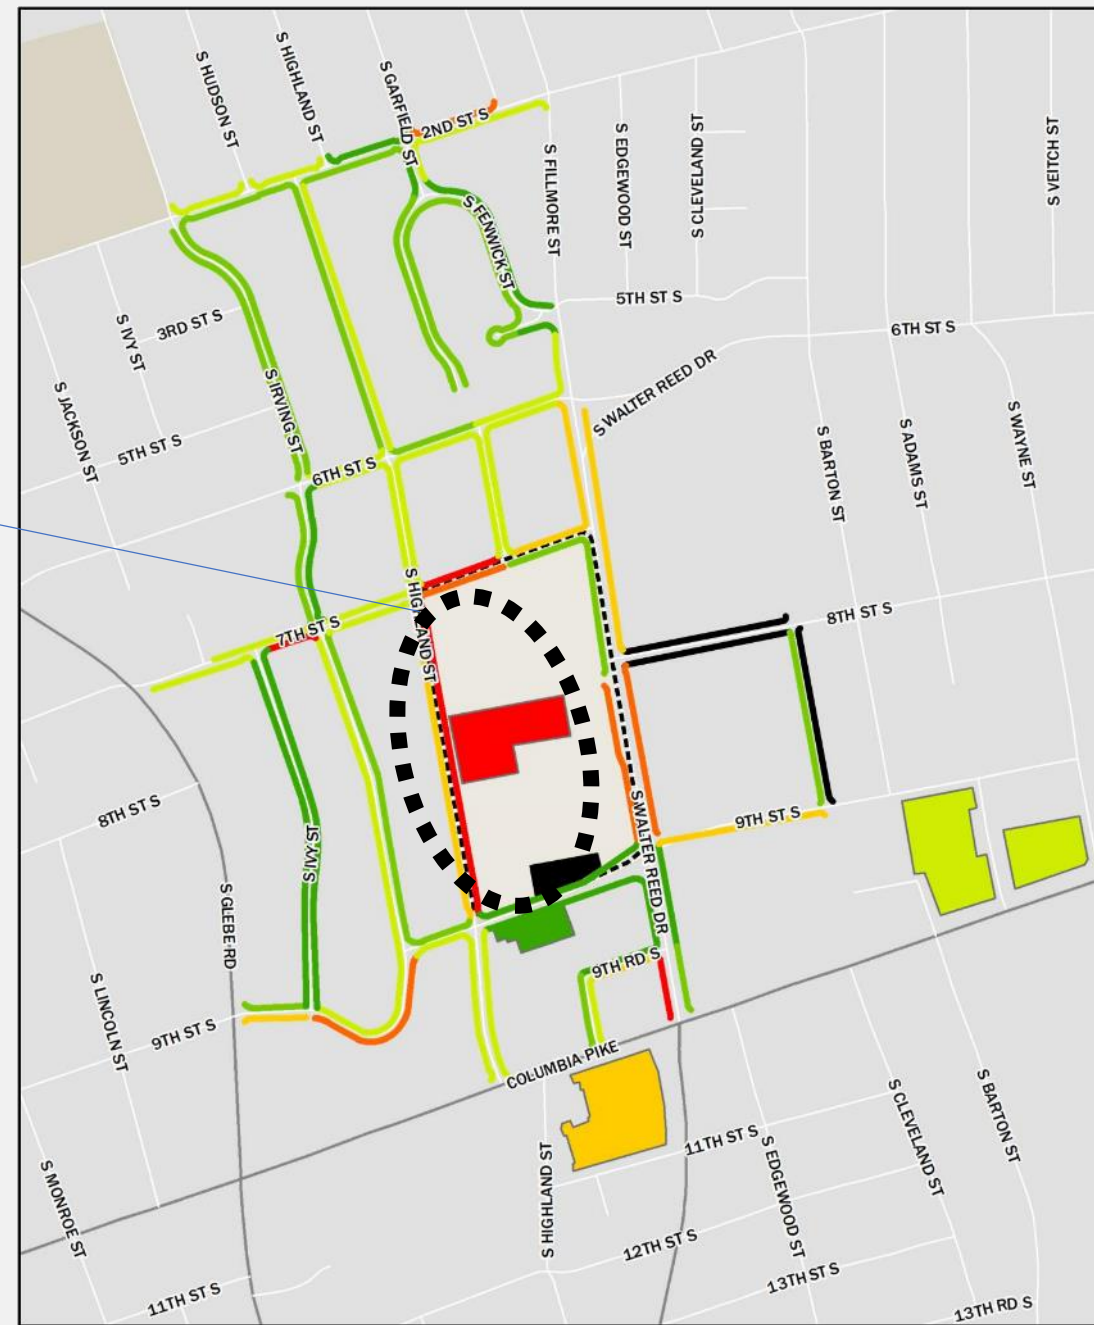 S HUDSON ST
S HIGHLAND ST
S GARFIELD ST
2ND ST S
S FILLMORE ST
S EDGEWOOD ST
S CLEVELAND ST
S VEITCH ST
S FENWICK ST
5TH ST S
3RD ST S
S IVY ST
6TH ST S
S JACKSON ST
S IRVING ST
5TH ST S
S WALTER REED DR
6TH ST S
S BARTON ST
S ADAMS ST
S WAYNE ST
S HIGHLAND ST
7TH ST S
8TH ST S
8TH ST S
S IVY ST
S WALTER REED DR
9TH ST S
S GLEBE RD
9TH RD S
S LINCOLN ST
9TH ST S
COLUMBIA PIKE
S MONROE ST
S HIGHLAND ST
11TH ST S
S EDGEWOOD ST
S CLEVELAND ST
S BARTON ST
12TH ST S
13TH ST S
11TH ST S
13TH RD S